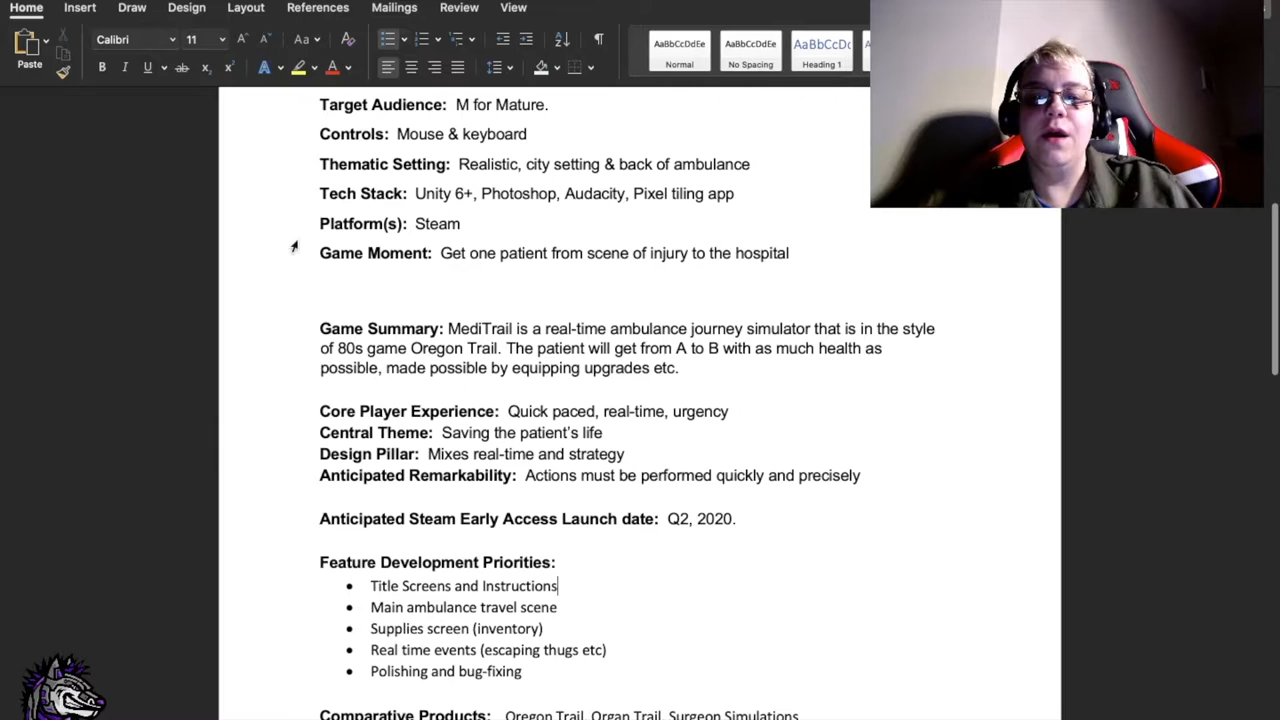 Home Insert Draw Design Layout References Mailings Review View
Calibri 11 Aa
Paste
B I U ab x₂ x² A A
AaBbCcDdEe AaBbCcDdEe AaBbCcDc
Normal No Spacing Heading 1
Target Audience: M for Mature.
Controls: Mouse & keyboard
Thematic Setting: Realistic, city setting & back of ambulance
Tech Stack: Unity 6+, Photoshop, Audacity, Pixel tiling app
Platform(s): Steam
Game Moment: Get one patient from scene of injury to the hospital
Game Summary: MediTrail is a real-time ambulance journey simulator that is in the style
of 80s game Oregon Trail. The patient will get from A to B with as much health as
possible, made possible by equipping upgrades etc.
Core Player Experience: Quick paced, real-time, urgency
Central Theme: Saving the patient's life
Design Pillar: Mixes real-time and strategy
Anticipated Remarkability: Actions must be performed quickly and precisely
Anticipated Steam Early Access Launch date: Q2, 2020.
Feature Development Priorities:
• Title Screens and Instructions
• Main ambulance travel scene
• Supplies screen (inventory)
• Real time events (escaping thugs etc)
• Polishing and bug-fixing
Comparative Products: Oregon Trail, Organ Trail, Surgeon Simulations